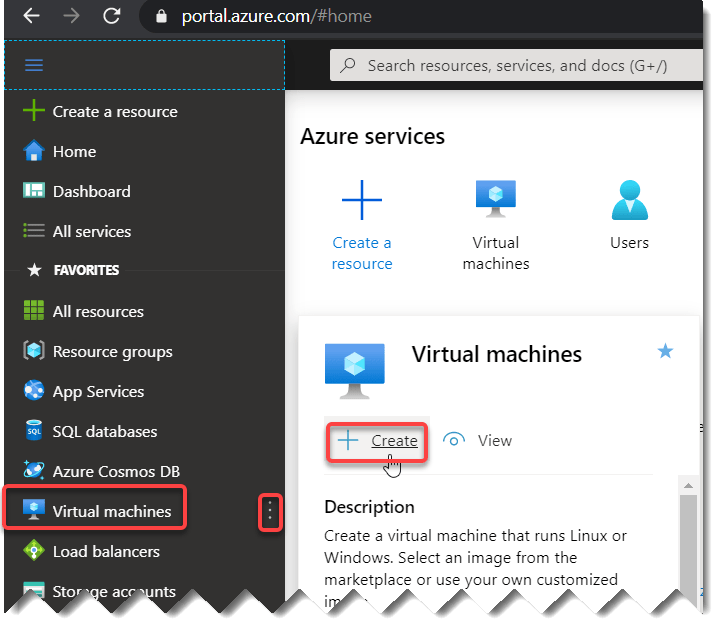 portal.azure.com/#home
Search resources, services, and docs (G+/)
Create a resource
Home
Dashboard
All services
FAVORITES
All resources
Resource groups
App Services
SQL databases
Azure Cosmos DB
Virtual machines
Load balancers
Storage accounts
Azure services
Create a
resource
Virtual
machines
Users
Virtual machines
Create
View
Description
Create a virtual machine that runs Linux or
Windows. Select an image from the
marketplace or use your own customized